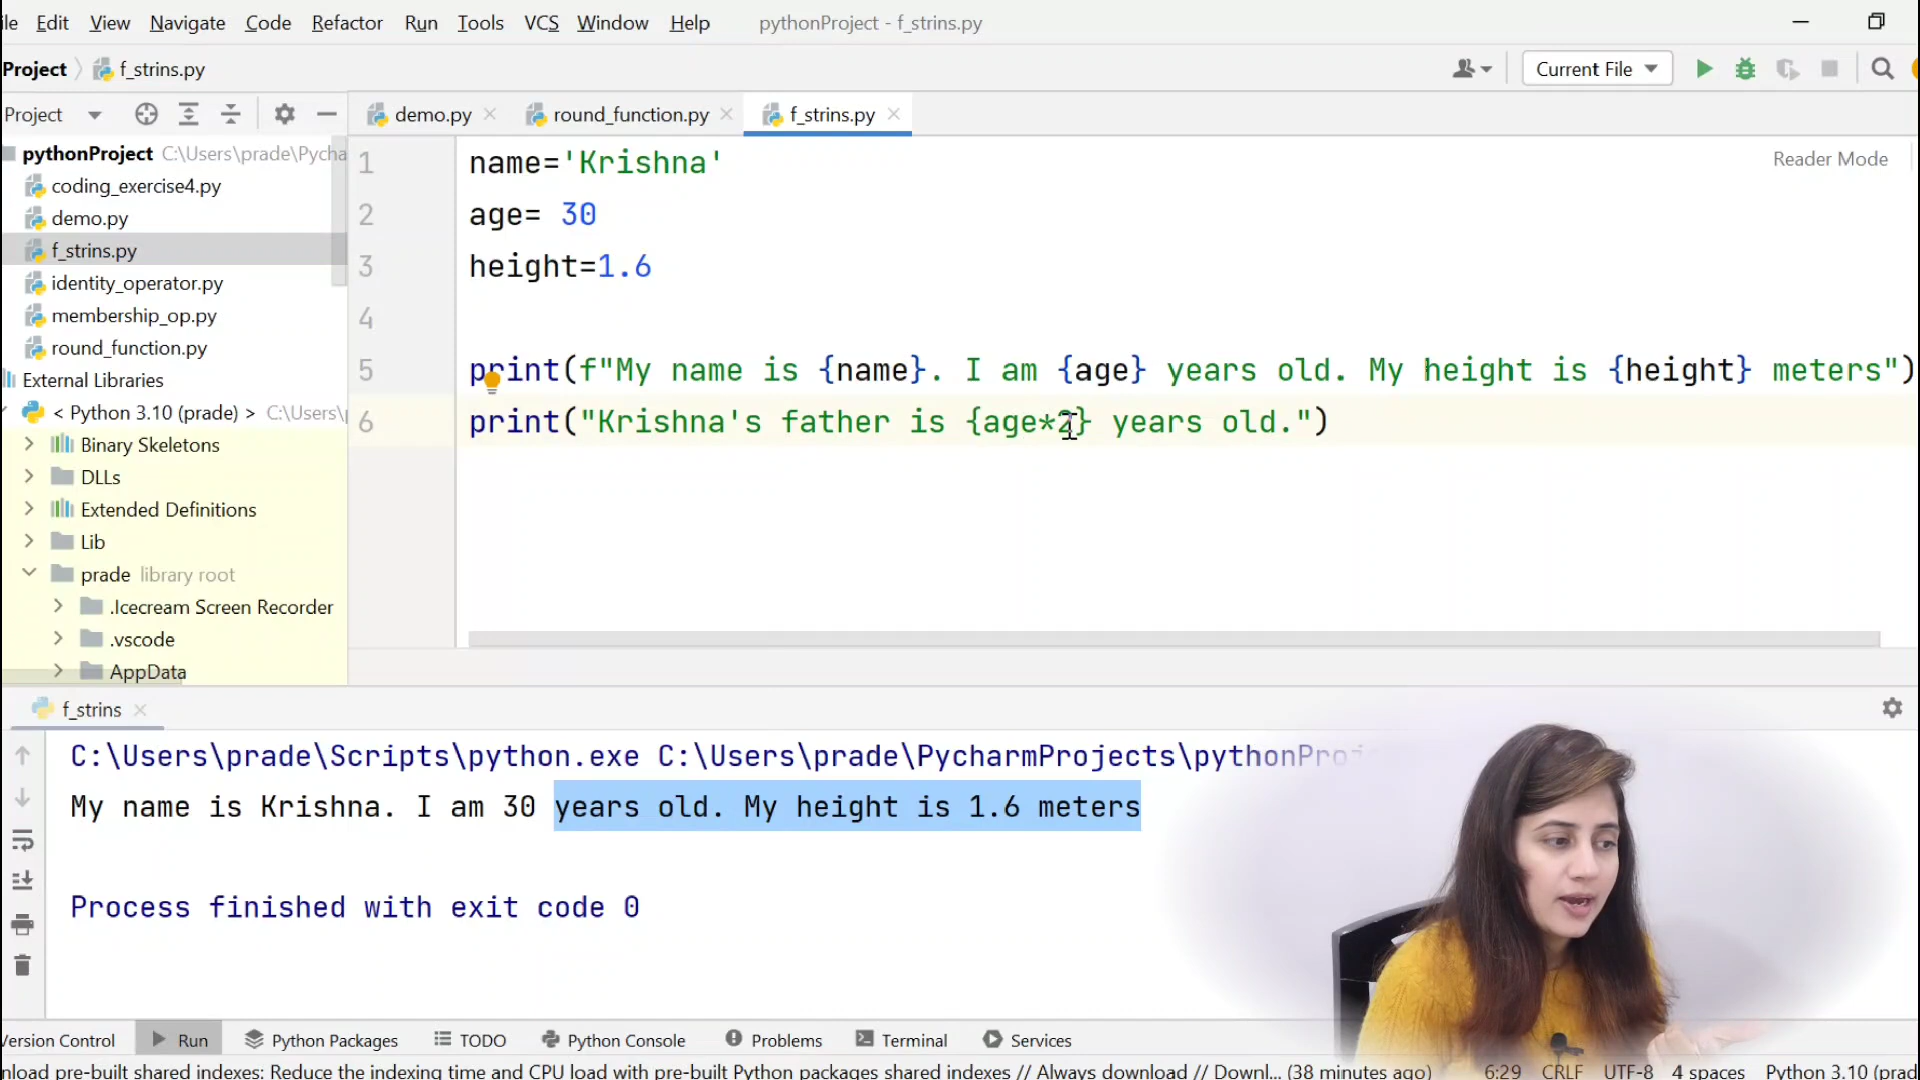 ile Edit View Navigate Code Refactor Run Tools VCS Window Help pythonProject - f_strins.py
Project f_strins.py Current File
Project demo.py round_function.py f_strins.py
pythonProject C:\Users\prade\Pycha
coding_exercise4.py
demo.py
f_strins.py
identity_operator.py
membership_op.py
round_function.py
External Libraries
< Python 3.10 (prade) > C:\Users\
Binary Skeletons
DLLs
Extended Definitions
Lib
prade library root
.Icecream Screen Recorder
.vscode
AppData
Reader Mode
1 name='Krishna'
2 age= 30
3 height=1.6
4
5 print(f"My name is {name}. I am {age} years old. My height is {height} meters")
6 print("Krishna's father is {age*2} years old.")
f_strins
C:\Users\prade\Scripts\python.exe C:\Users\prade\PycharmProjects\pythonProj
My name is Krishna. I am 30 years old. My height is 1.6 meters
Process finished with exit code 0
Version Control Run Python Packages TODO Python Console Problems Terminal Services
nload pre-built shared indexes: Reduce the indexing time and CPU load with pre-built Python packages shared indexes // Always download // Downl... (38 minutes ago) 6:29 CRLF UTF-8 4 spaces Python 3.10 (prad